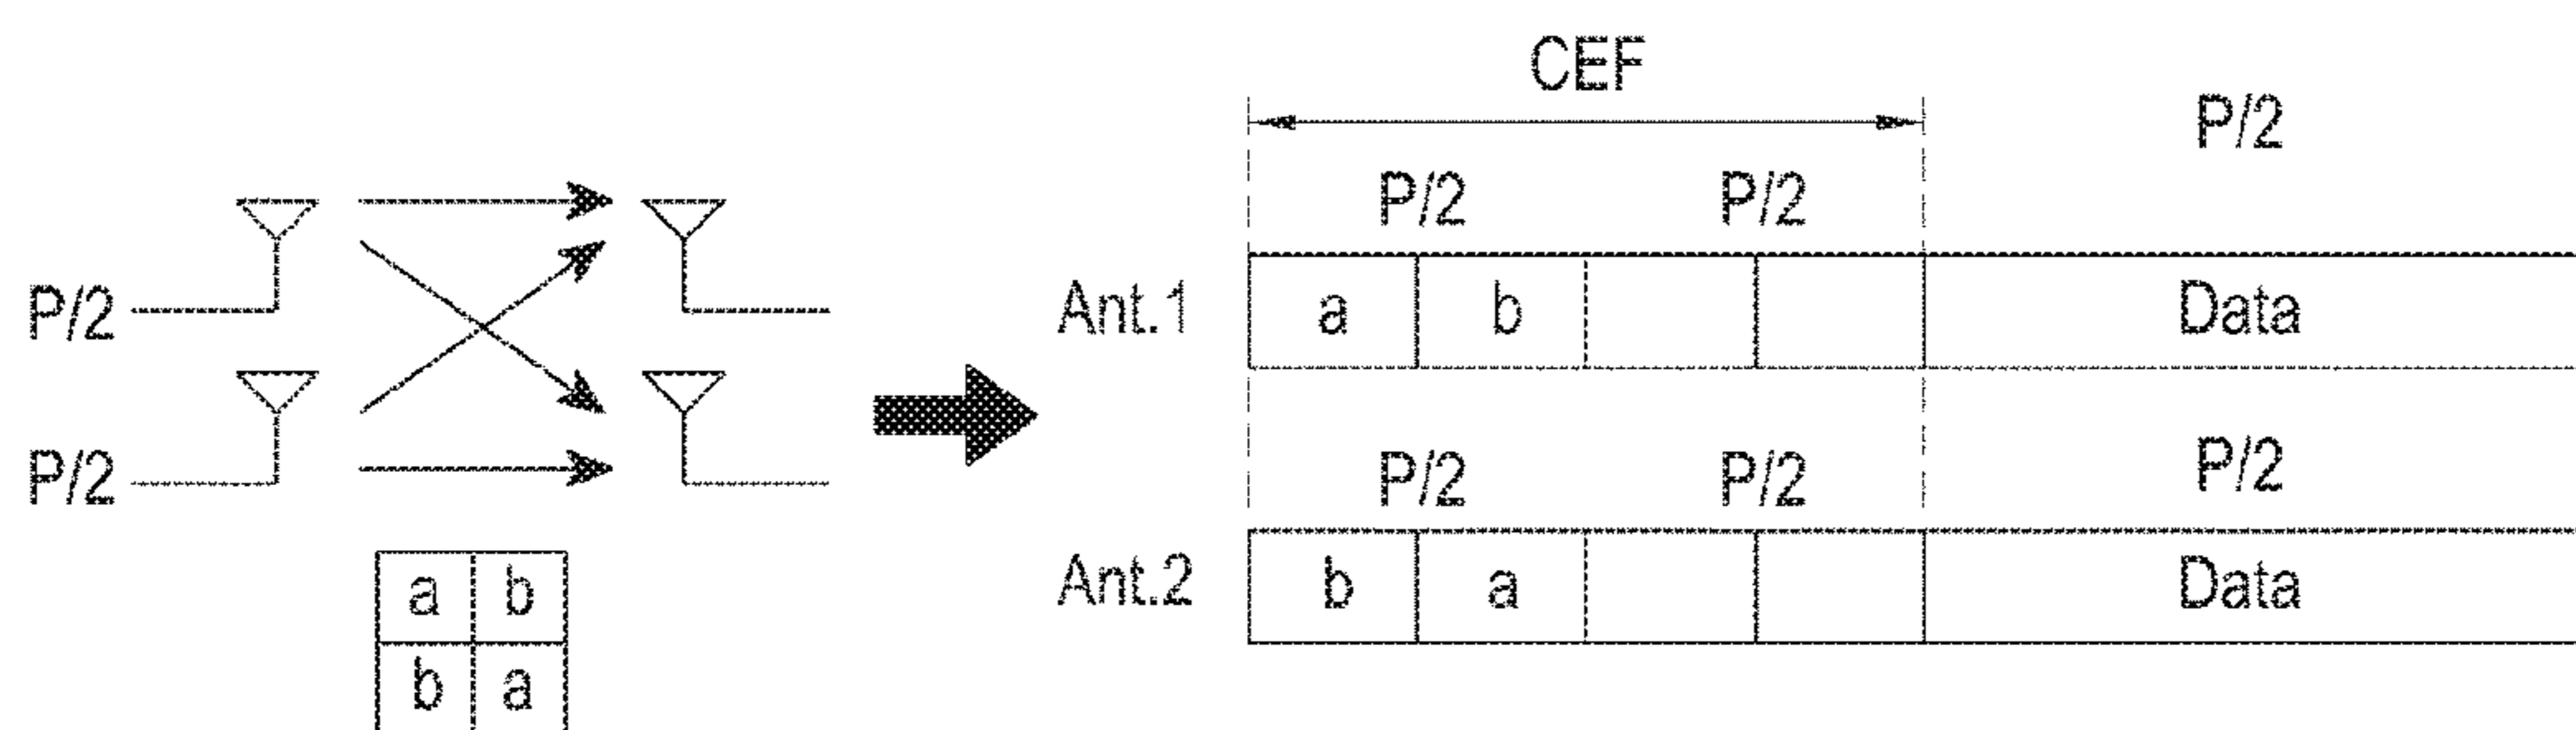 CEF
P/2
P/2 P/2
P/2
Ant.1 a b Data
P/2
P/2 P/2
P/2
Ant.2 b a Data
a b
b a